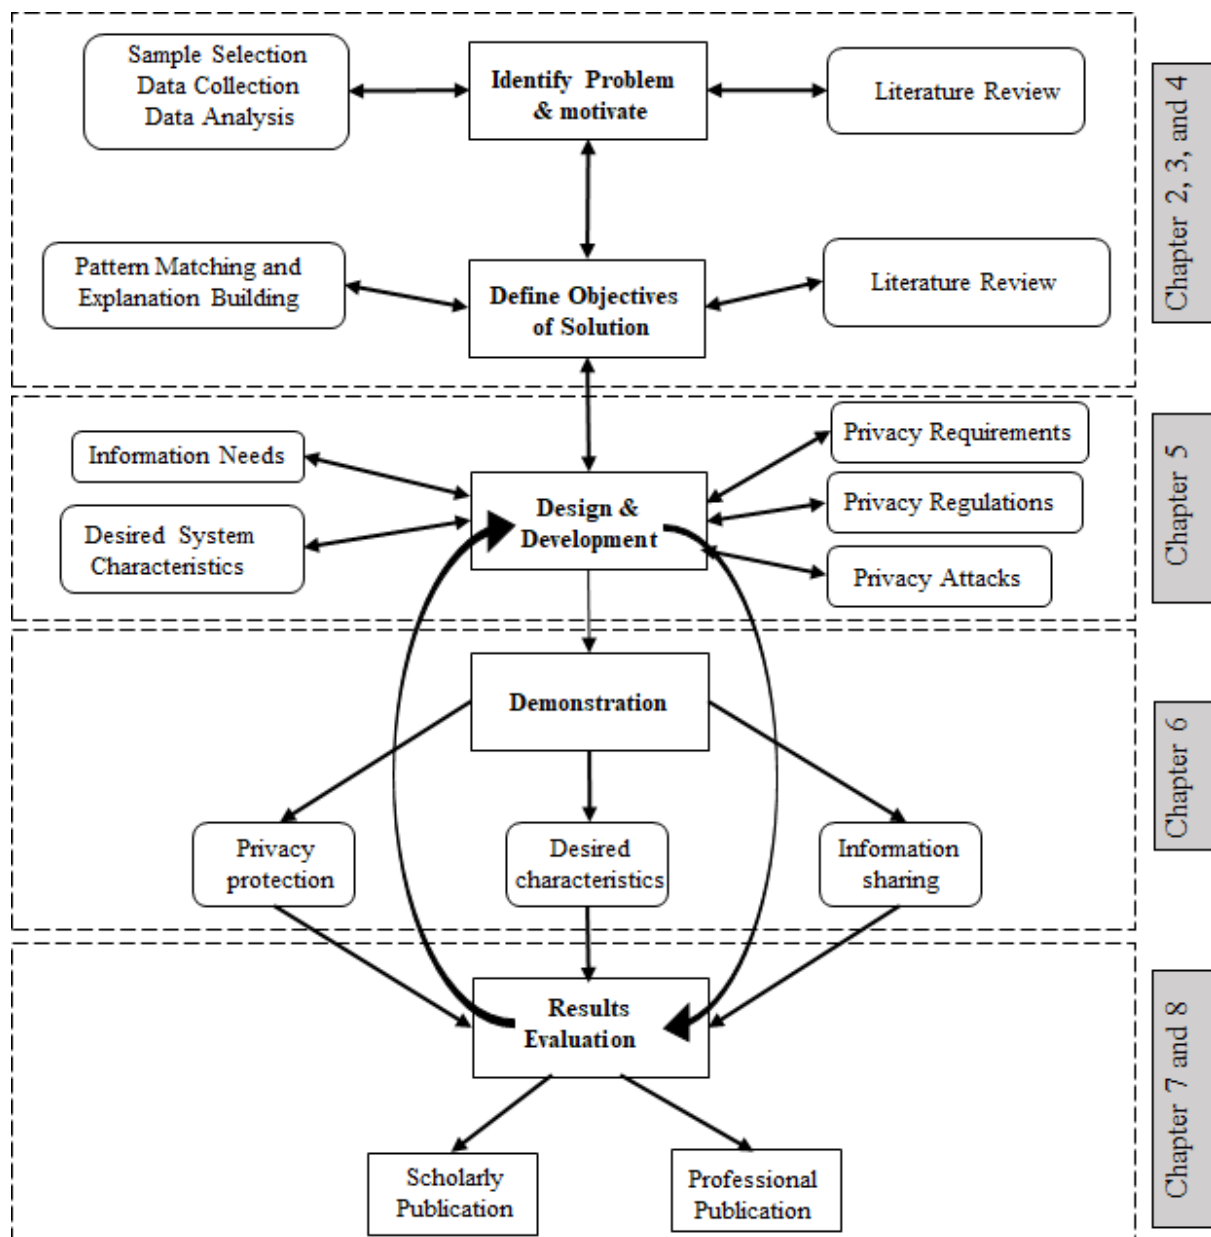 Sample Selection
Data Collection
Data Analysis
Identify Problem
& motivate
Literature Review
Chapter 2, 3, and 4
Pattern Matching and
Explanation Building
Define Objectives
of Solution
Literature Review
Information Needs
Desired System
Characteristics
Design &
Development
Privacy Requirements
Privacy Regulations
Privacy Attacks
Chapter 5
Demonstration
Privacy
protection
Desired
characteristics
Information
sharing
Chapter 6
Results
Evaluation
Scholarly
Publication
Professional
Publication
Chapter 7 and 8